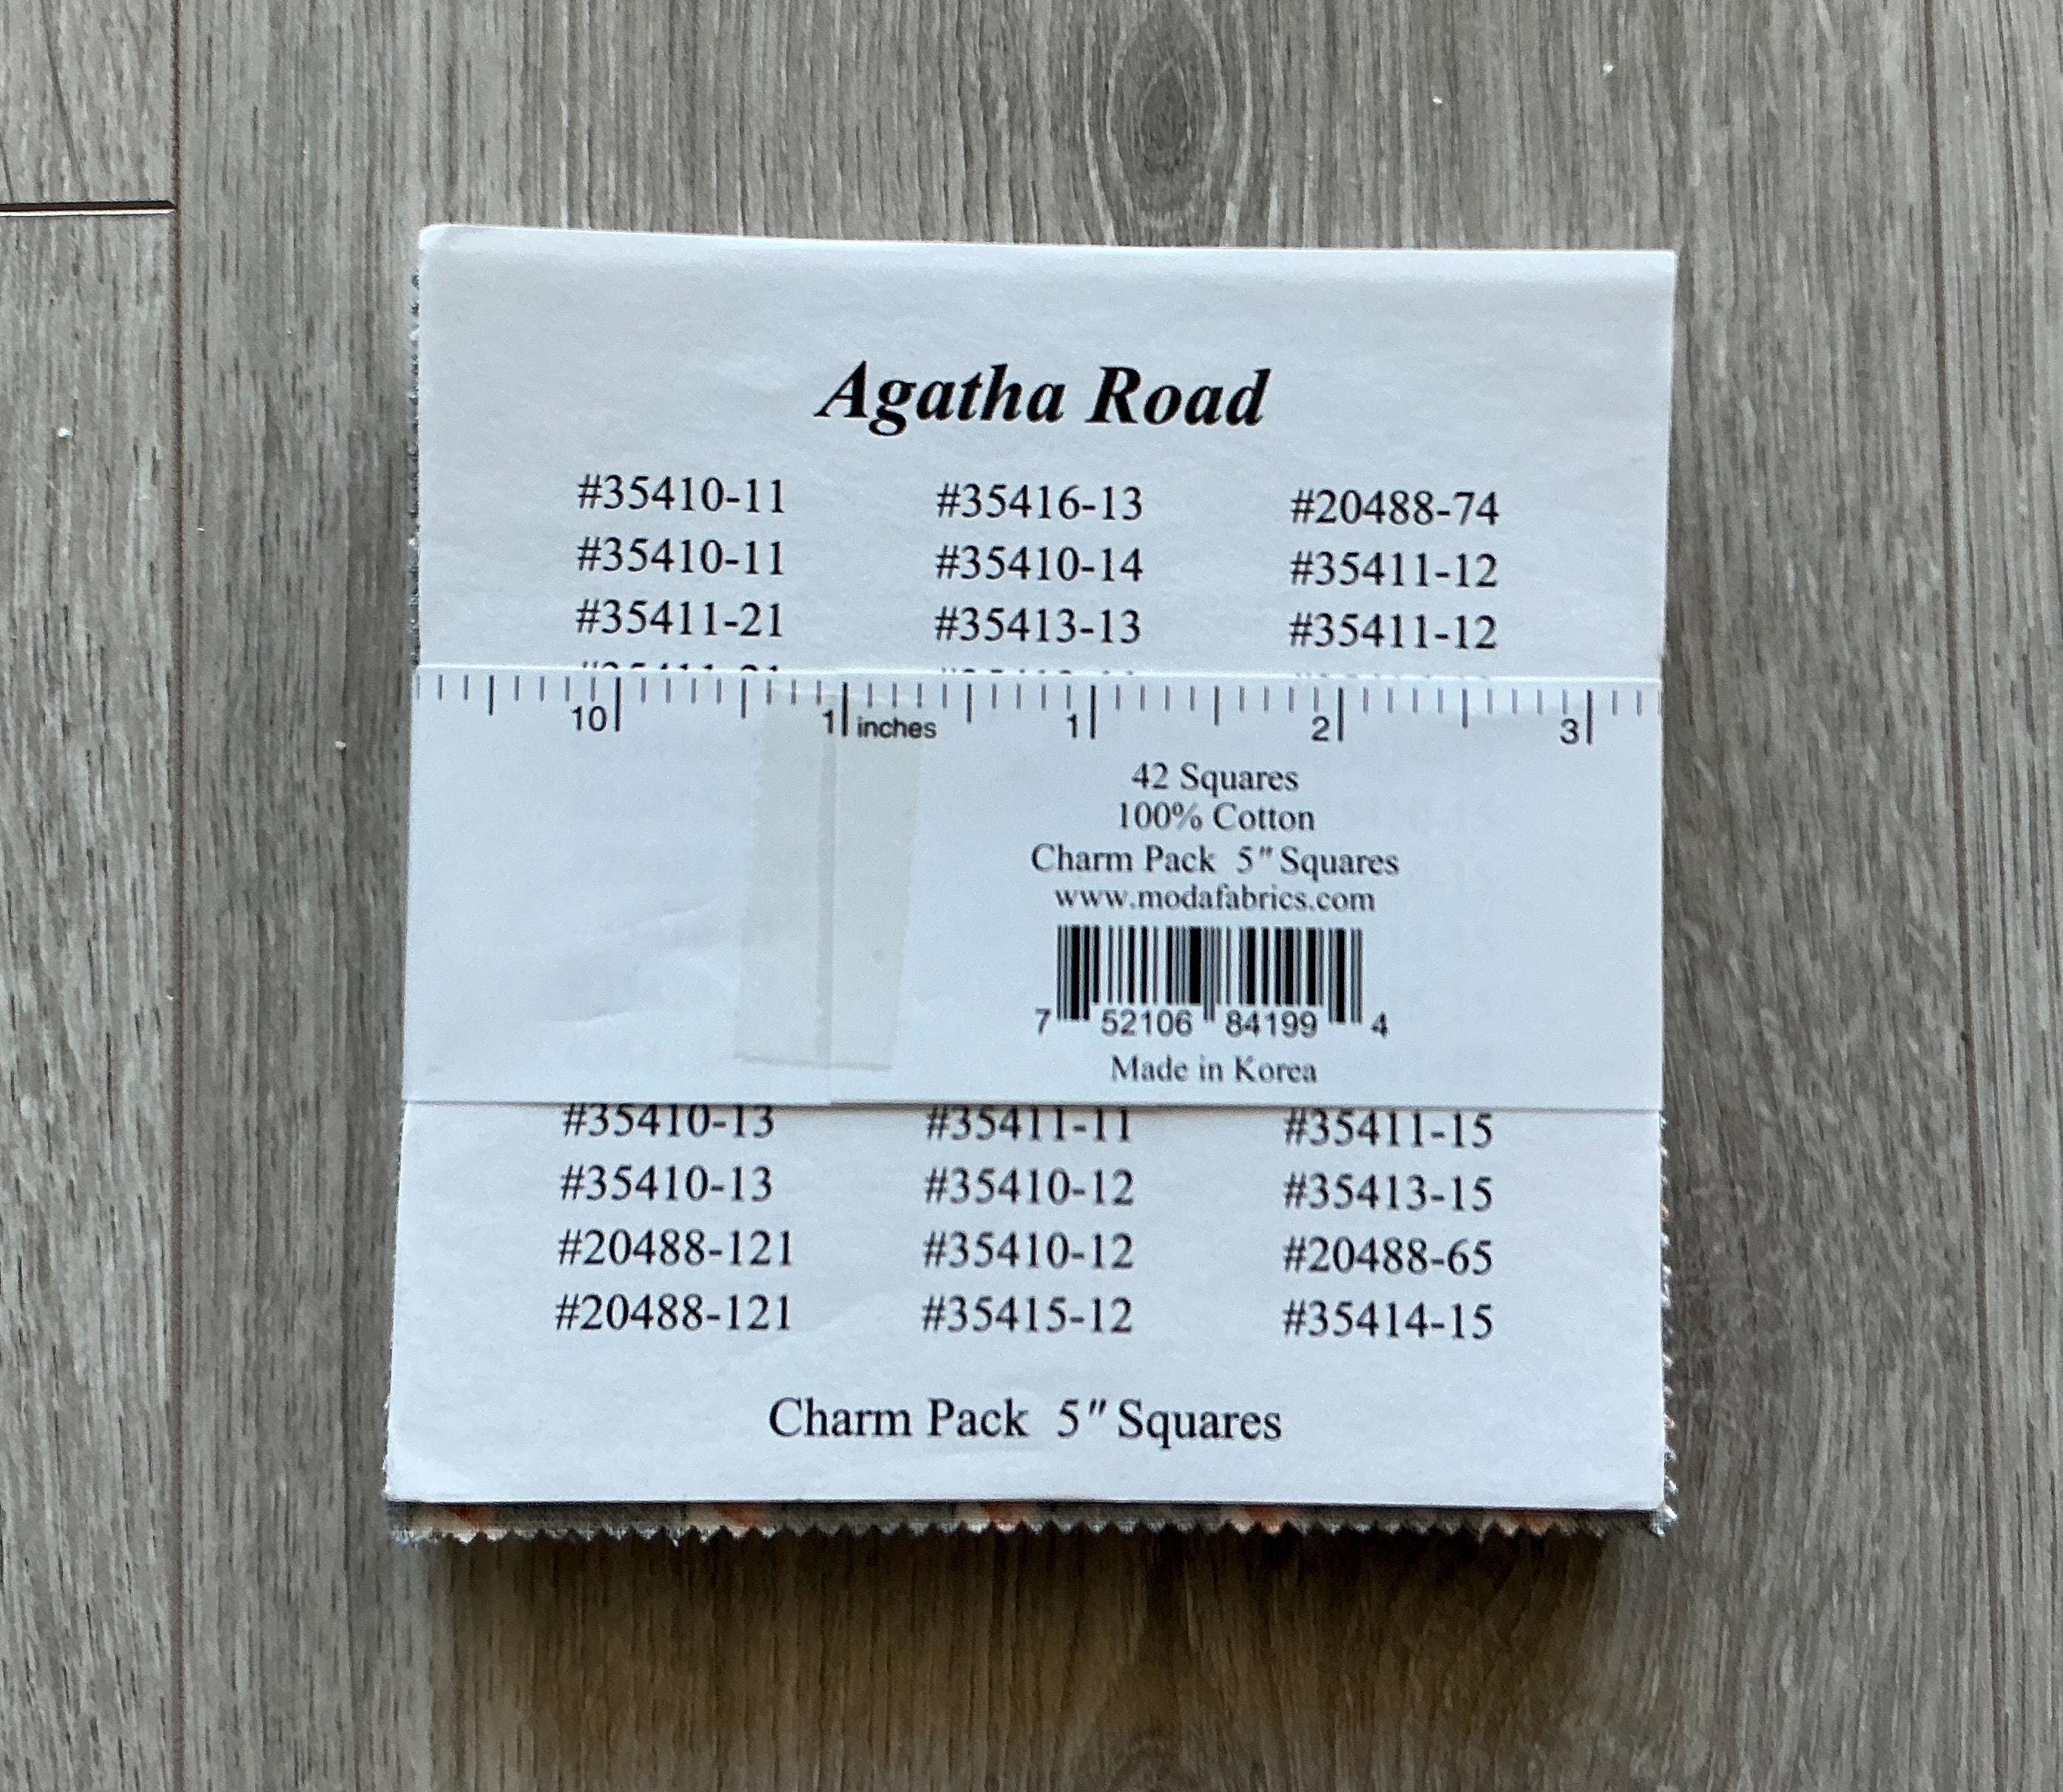 Agatha Road
#35410-11 #35416-13 #20488-74
#35410-11 #35410-14 #35411-12
#35411-21 #35413-13 #35411-12
10 1 inches 1 2 3
42 Squares
100% Cotton
Charm Pack 5" Squares
www.modafabrics.com
7 52106 84199 4
Made in Korea
#35410-13 #35411-11 #35411-15
#35410-13 #35410-12 #35413-15
#20488-121 #35410-12 #20488-65
#20488-121 #35415-12 #35414-15
Charm Pack 5" Squares